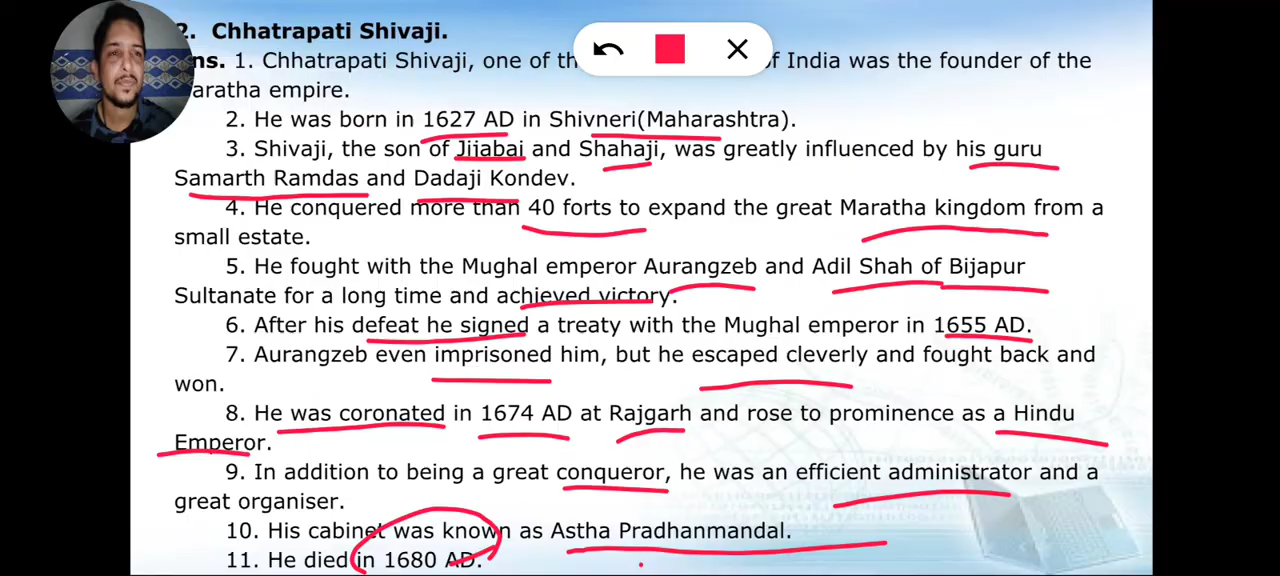 2. Chhatrapati Shivaji.
ns. 1. Chhatrapati Shivaji, one of th f India was the founder of the
aratha empire.
2. He was born in 1627 AD in Shivneri(Maharashtra).
3. Shivaji, the son of Jijabai and Shahaji, was greatly influenced by his guru
Samarth Ramdas and Dadaji Kondev.
4. He conquered more than 40 forts to expand the great Maratha kingdom from a
small estate.
5. He fought with the Mughal emperor Aurangzeb and Adil Shah of Bijapur
Sultanate for a long time and achieved victory.
6. After his defeat he signed a treaty with the Mughal emperor in 1655 AD.
7. Aurangzeb even imprisoned him, but he escaped cleverly and fought back and
won.
8. He was coronated in 1674 AD at Rajgarh and rose to prominence as a Hindu
Emperor.
9. In addition to being a great conqueror, he was an efficient administrator and a
great organiser.
10. His cabinet was known as Astha Pradhanmandal.
11. He died in 1680 AD.